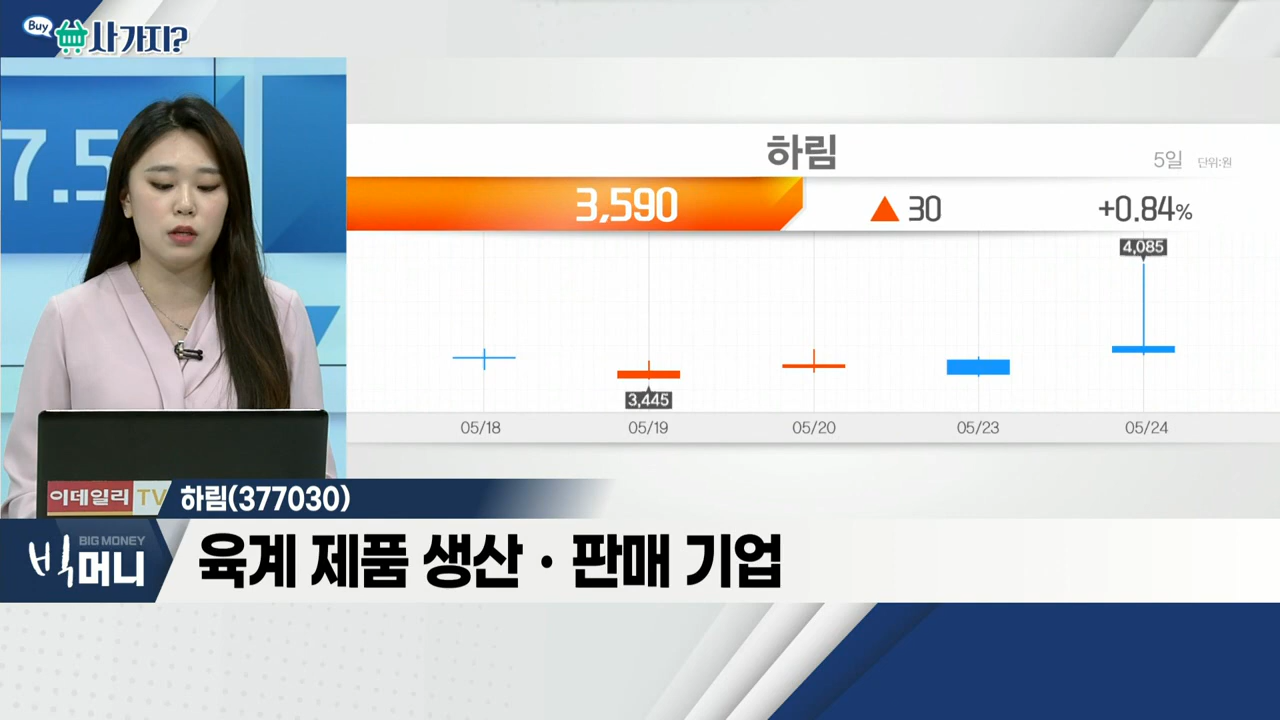 Buy
사 가지?
7.5
하림
5일 단위:원
3,590
▲ 30
+0.84%
4,085
3,445
05/18 05/19 05/20 05/23 05/24
이데일리 TV
하림(377030)
BIG MONEY
빅머니
육계 제품 생산 · 판매 기업